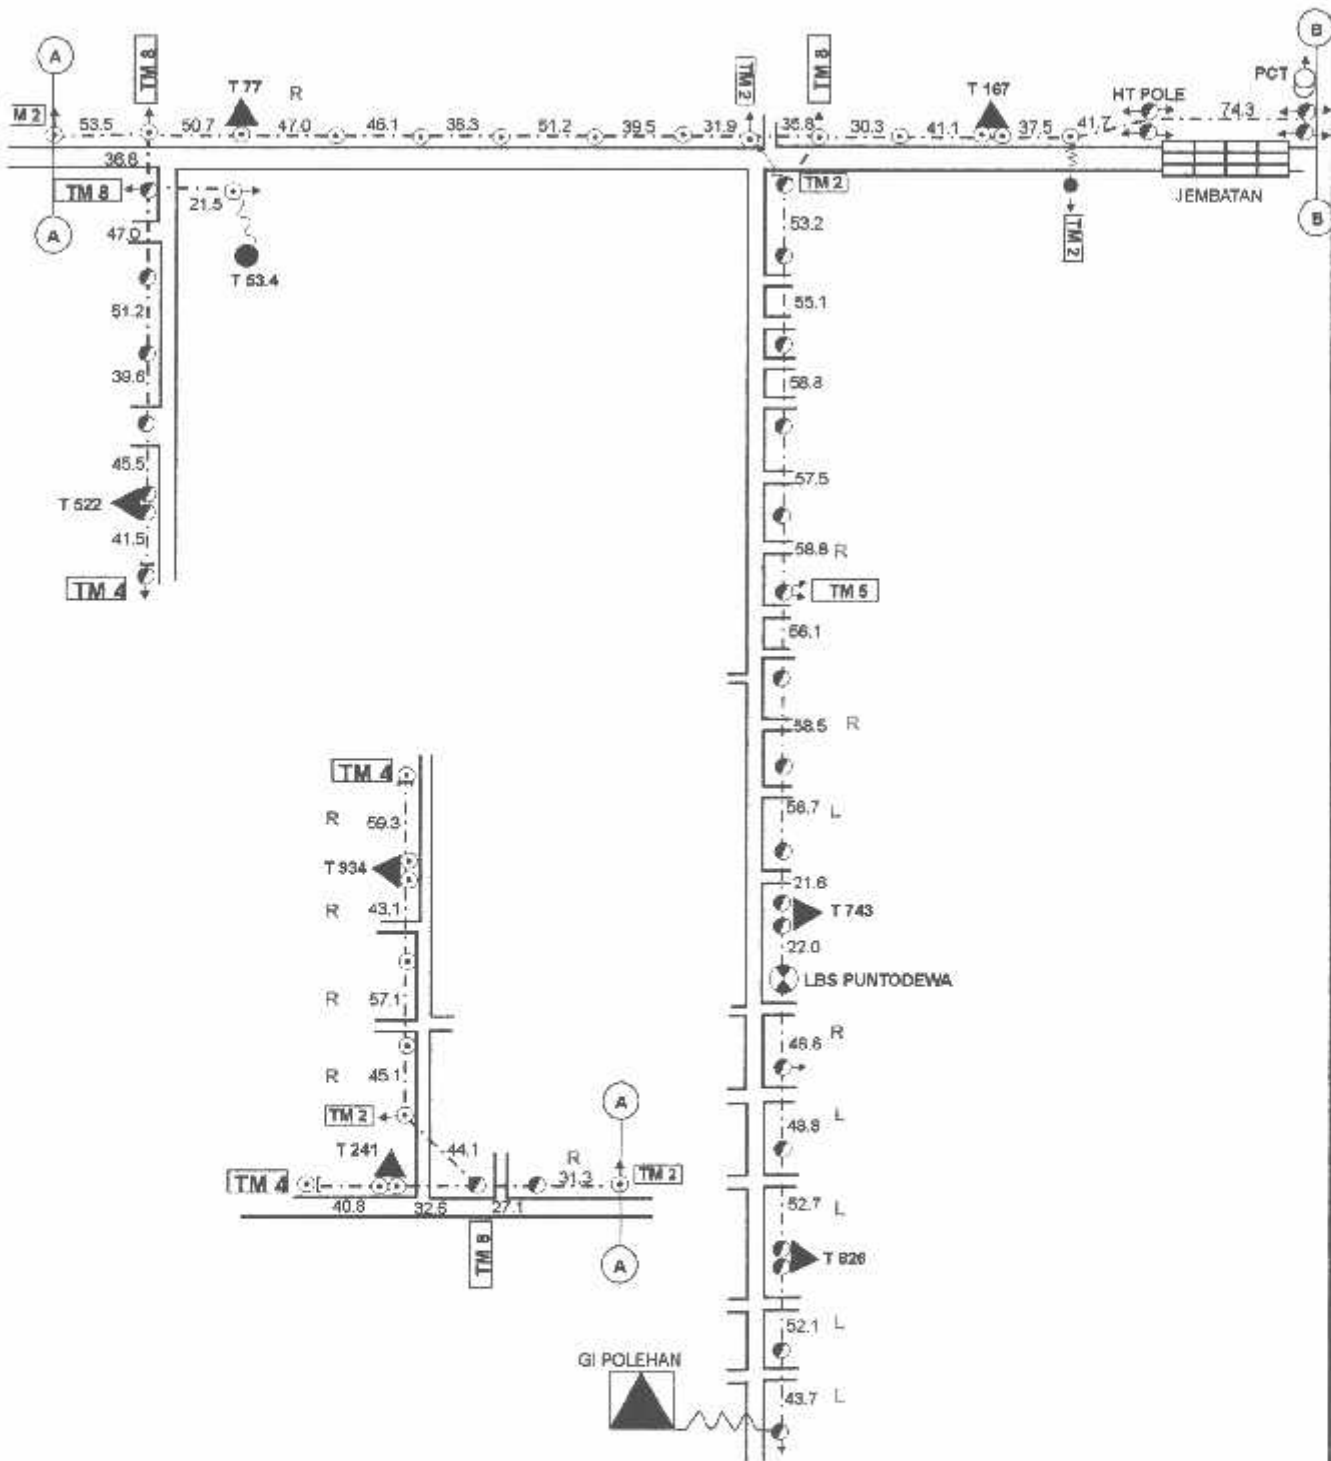 A
TM 8
T 77
R
M 2
53.5
50.7
47.0
46.1
38.3
51.2
39.5
31.9
TM 2
TM 8
36.8
30.3
41.1
T 167
37.5
41.7
HT POLE
74.3
PCT
B
36.8
TM 8
21.5
TM 2
JEMBATAN
A
47.0
T 53.4
53.2
TM 2
B
51.2
55.1
39.6
58.8
45.5
57.5
T 522
41.5
58.8 R
TM 4
TM 5
56.1
58.5 R
TM 4
R 59.3
56.7 L
T 934
21.6
R 43.1
T 743
22.0
LBS PUNTODEWA
R 57.1
46.6 R
R 45.1
A
TM 2
48.8 L
T 241
44.1
R
TM 4
31.3
TM 2
40.8
32.5
27.1
52.7 L
TM 8
A
T 826
52.1 L
GI POLEHAN
43.7 L